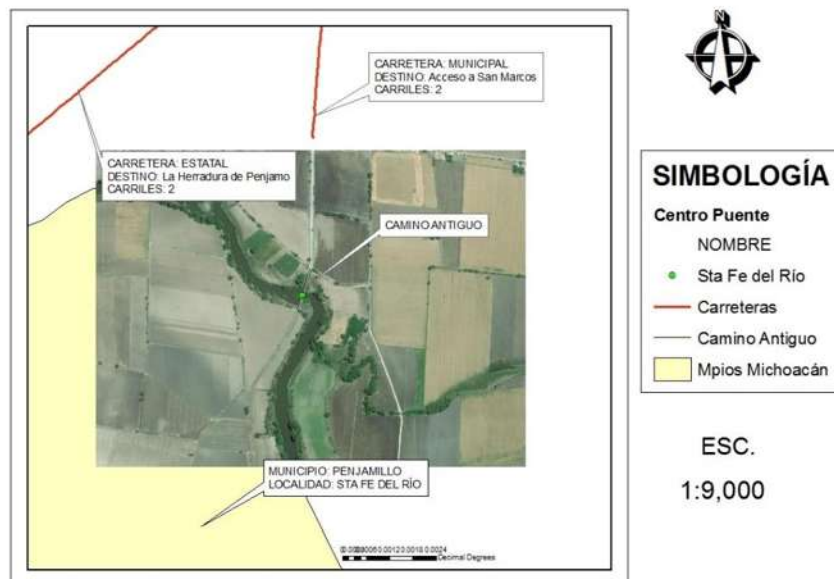 N
CARRETERA: MUNICIPAL
DESTINO: Acceso a San Marcos
CARRILES: 2
CARRETERA: ESTATAL
DESTINO: La Herradura de Penjamo
CARRILES: 2
CAMINO ANTIGUO
MUNICIPIO: PENJAMILLO
LOCALIDAD: STA FE DEL RÍO
Decimal Degrees
SIMBOLOGÍA
Centro Puente
NOMBRE
Sta Fe del Río
Carreteras
Camino Antiguo
Mpios Michoacán
ESC.
1:9,000